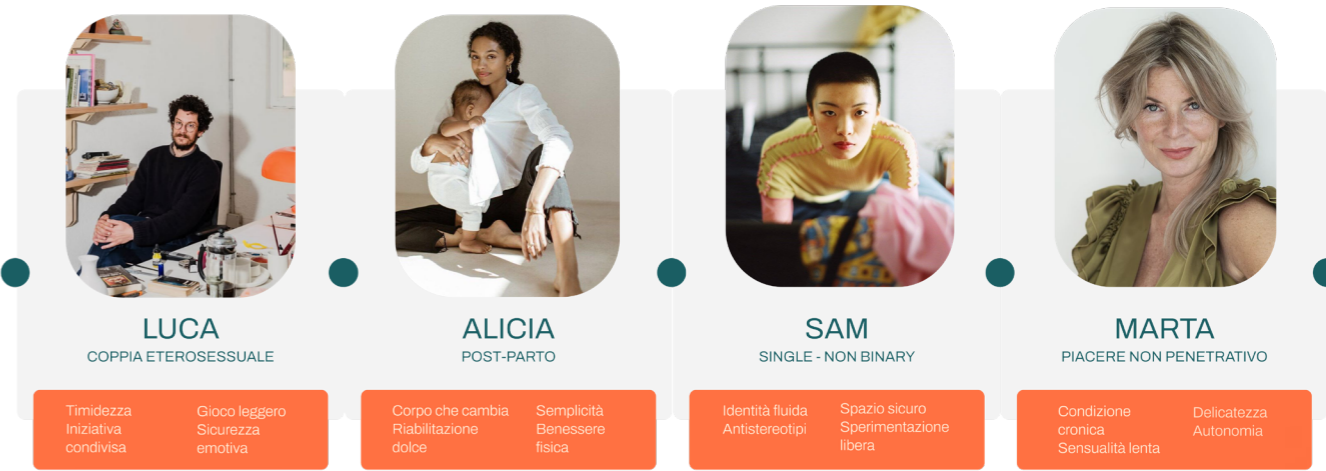 LUCA
COPPIA ETEROSESSUALE
Timidezza
Iniziativa
condivisa
Gioco leggero
Sicurezza
emotiva
ALICIA
POST-PARTO
Corpo che cambia
Riabilitazione
dolce
Semplicità
Benessere
fisica
SAM
SINGLE - NON BINARY
Identità fluida
Antistereotipi
Spazio sicuro
Sperimentazione
libera
MARTA
PIACERE NON PENETRATIVO
Condizione
cronica
Sensualità lenta
Delicatezza
Autonomia